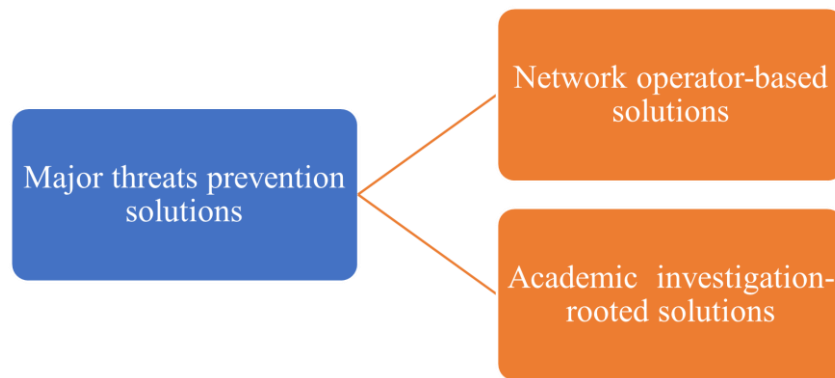 Major threats prevention
solutions
Network operator-based
solutions
Academic investigation-
rooted solutions